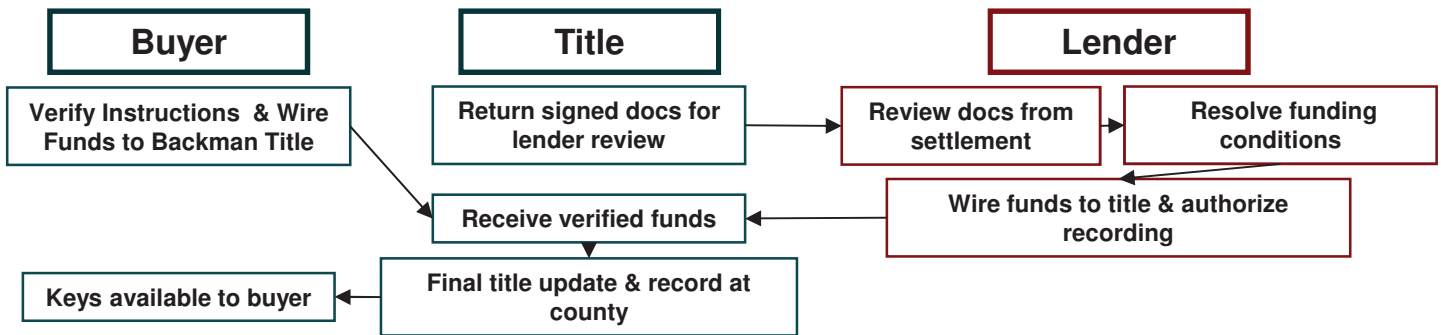 Buyer
Title
Lender
Verify Instructions & Wire
Funds to Backman Title
Return signed docs for
lender review
Review docs from
settlement
Resolve funding
conditions
Receive verified funds
Wire funds to title & authorize
recording
Keys available to buyer
Final title update & record at
county